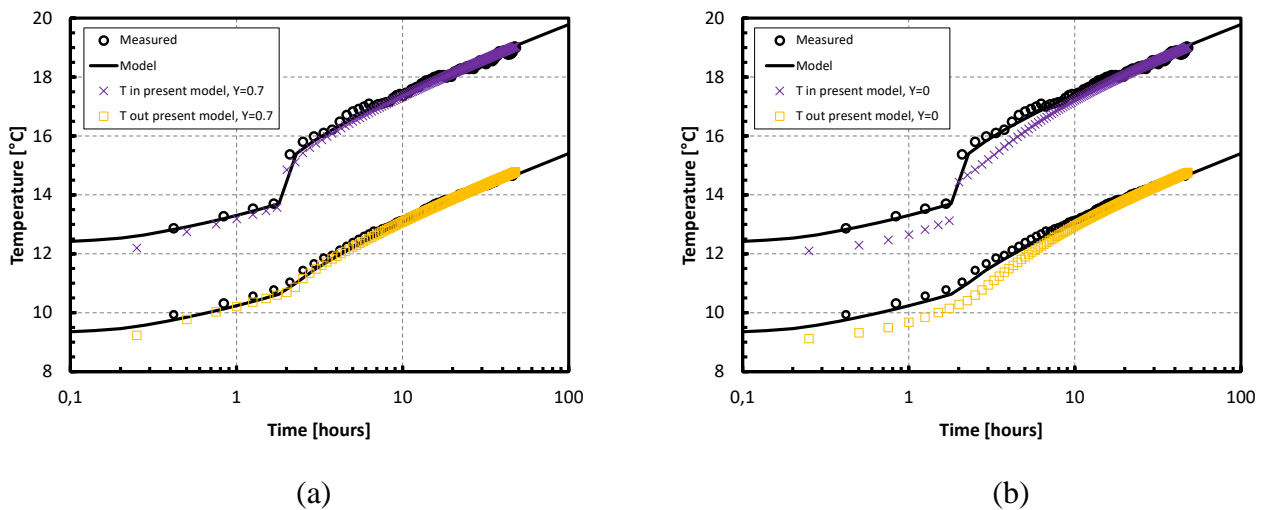 20
18
16
14
12
10
8
Temperature [°C]
Measured
Model
T in present model, Y=0.7
T out present model, Y=0.7
0,1
1
10
100
Time [hours]
(a)
20
18
16
14
12
10
8
Temperature [°C]
Measured
Model
T in present model, Y=0
T out present model, Y=0
0,1
1
10
100
Time [hours]
(b)